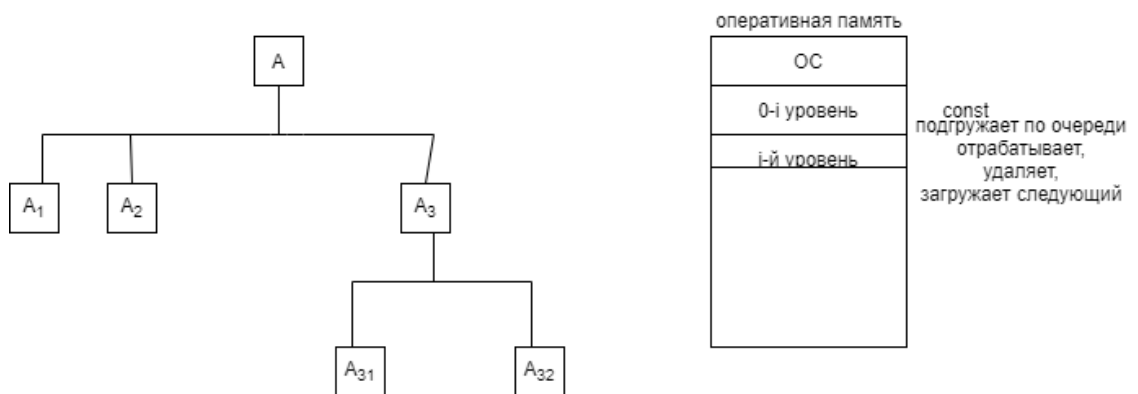 оперативная память
A
ОС
0-i уровень
const
подгружает по очереди
i-й уровень
отрабатывает,
удаляет,
загружает следующий
A1
A2
A3
A31
A32